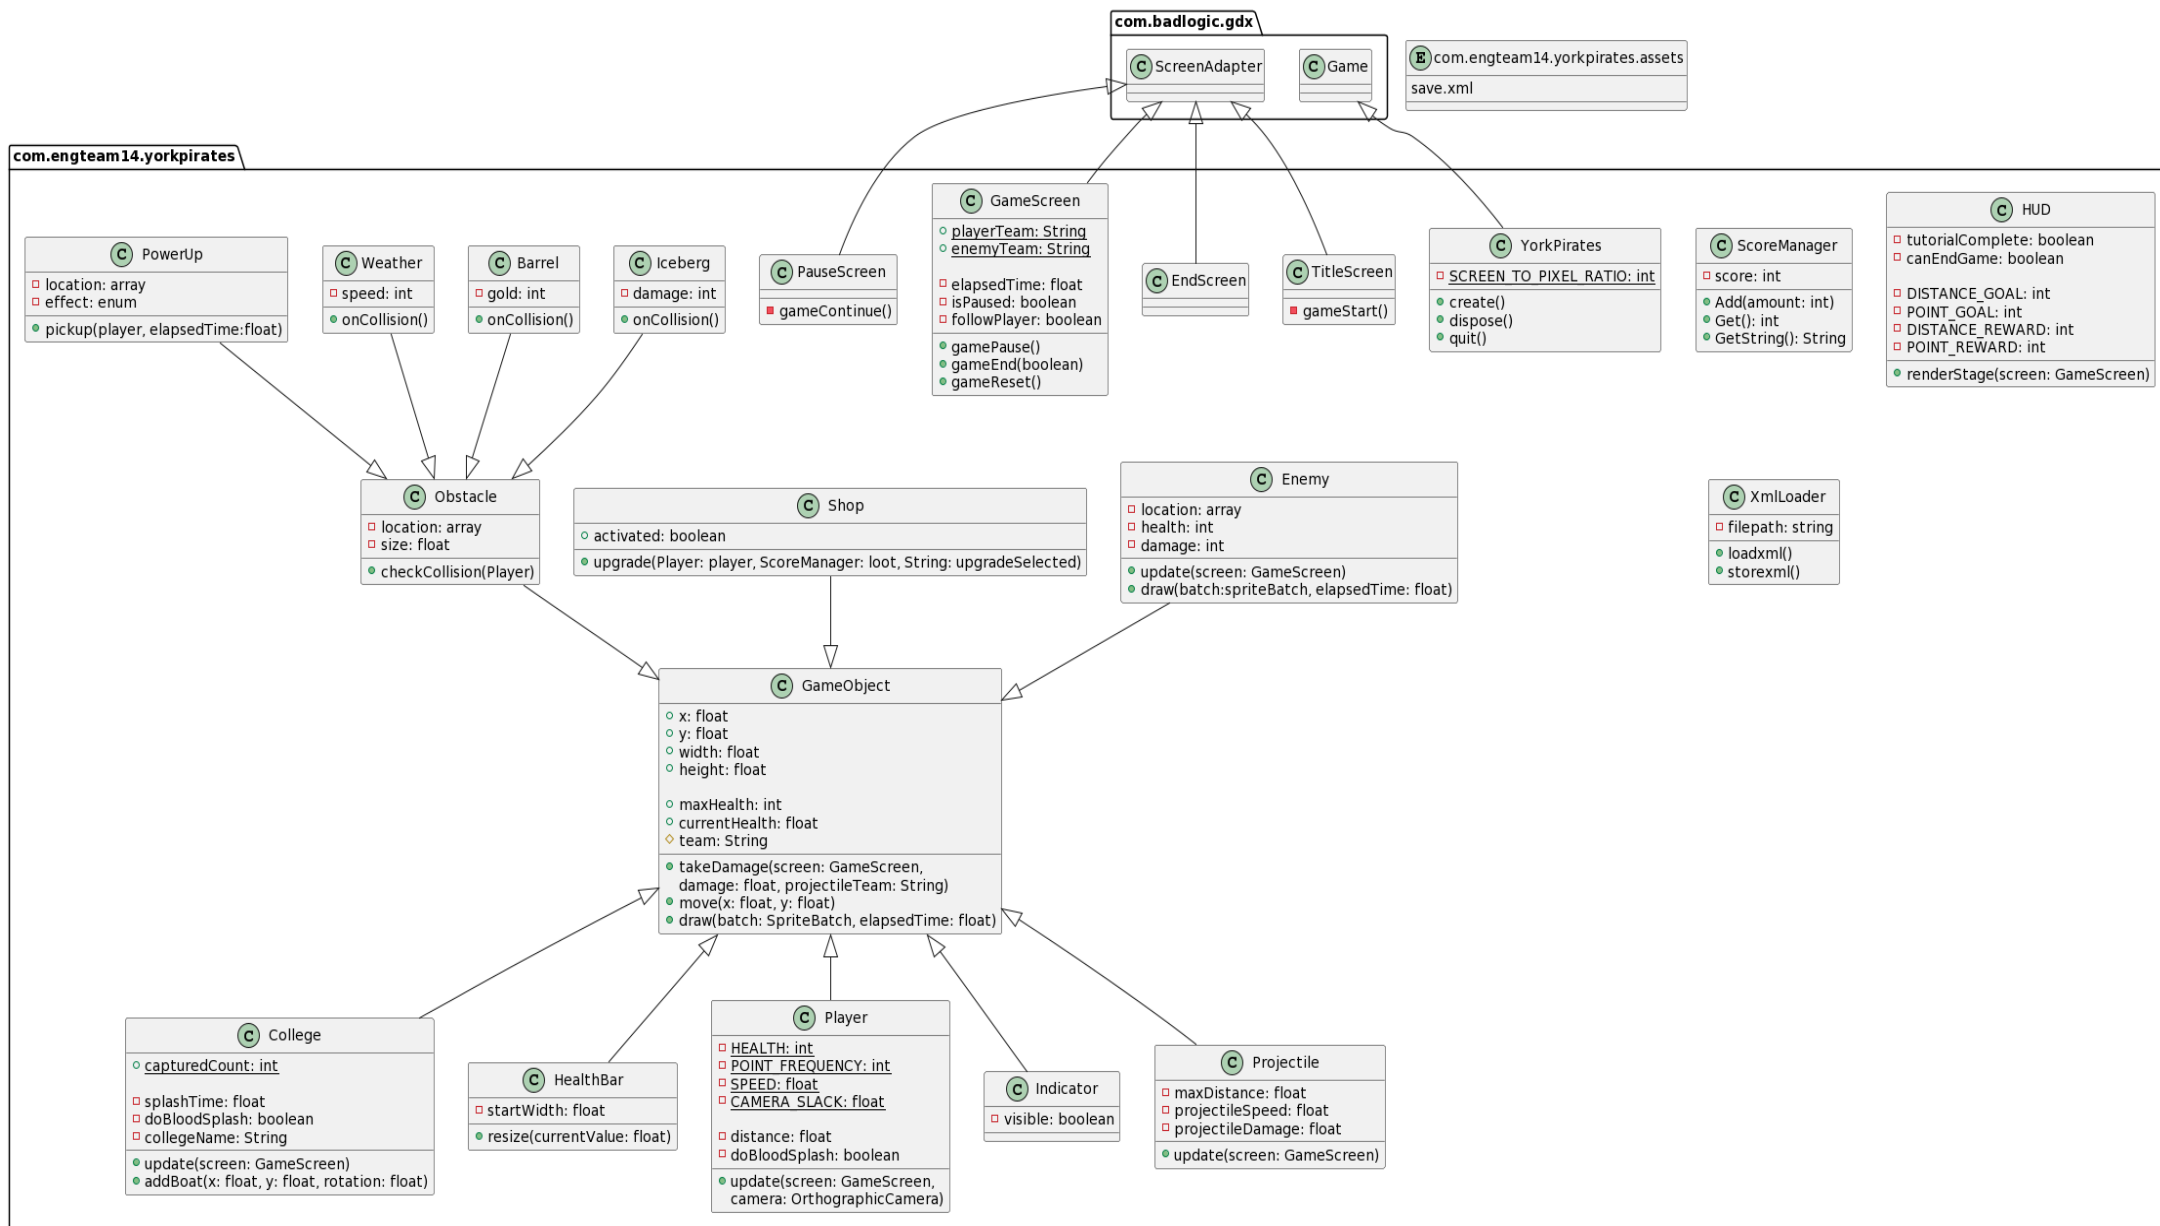 com.badlogic.gdx
C ScreenAdapter
C Game
E com.engteam14.yorkpirates.assets
save.xml
com.engteam14.yorkpirates
C PowerUp
location: array
effect: enum
pickup(player, elapsedTime:float)
C Weather
speed: int
onCollision()
C Barrel
gold: int
onCollision()
C Iceberg
damage: int
onCollision()
C PauseScreen
gameContinue()
C GameScreen
playerTeam: String
enemyTeam: String
elapsedTime: float
isPaused: boolean
followPlayer: boolean
gamePause()
gameEnd(boolean)
gameReset()
C EndScreen
C TitleScreen
gameStart()
C YorkPirates
SCREEN_TO_PIXEL_RATIO: int
create()
dispose()
quit()
C ScoreManager
score: int
Add(amount: int)
Get(): int
GetString(): String
C HUD
tutorialComplete: boolean
canEndGame: boolean
DISTANCE_GOAL: int
POINT_GOAL: int
DISTANCE_REWARD: int
POINT_REWARD: int
renderStage(screen: GameScreen)
C Obstacle
location: array
size: float
checkCollision(Player)
C Shop
activated: boolean
upgrade(Player: player, ScoreManager: loot, String: upgradeSelected)
C Enemy
location: array
health: int
damage: int
update(screen: GameScreen)
draw(batch:spriteBatch, elapsedTime: float)
C XmlLoader
filepath: string
loadxml()
storexml()
C GameObject
x: float
y: float
width: float
height: float
maxHealth: int
currentHealth: float
team: String
takeDamage(screen: GameScreen,
damage: float, projectileTeam: String)
move(x: float, y: float)
draw(batch: SpriteBatch, elapsedTime: float)
C College
capturedCount: int
splashTime: float
doBloodSplash: boolean
collegeName: String
update(screen: GameScreen)
addBoat(x: float, y: float, rotation: float)
C HealthBar
startWidth: float
resize(currentValue: float)
C Player
HEALTH: int
POINT_FREQUENCY: int
SPEED: float
CAMERA_SLACK: float
distance: float
doBloodSplash: boolean
update(screen: GameScreen,
camera: OrthographicCamera)
C Indicator
visible: boolean
C Projectile
maxDistance: float
projectileSpeed: float
projectileDamage: float
update(screen: GameScreen)